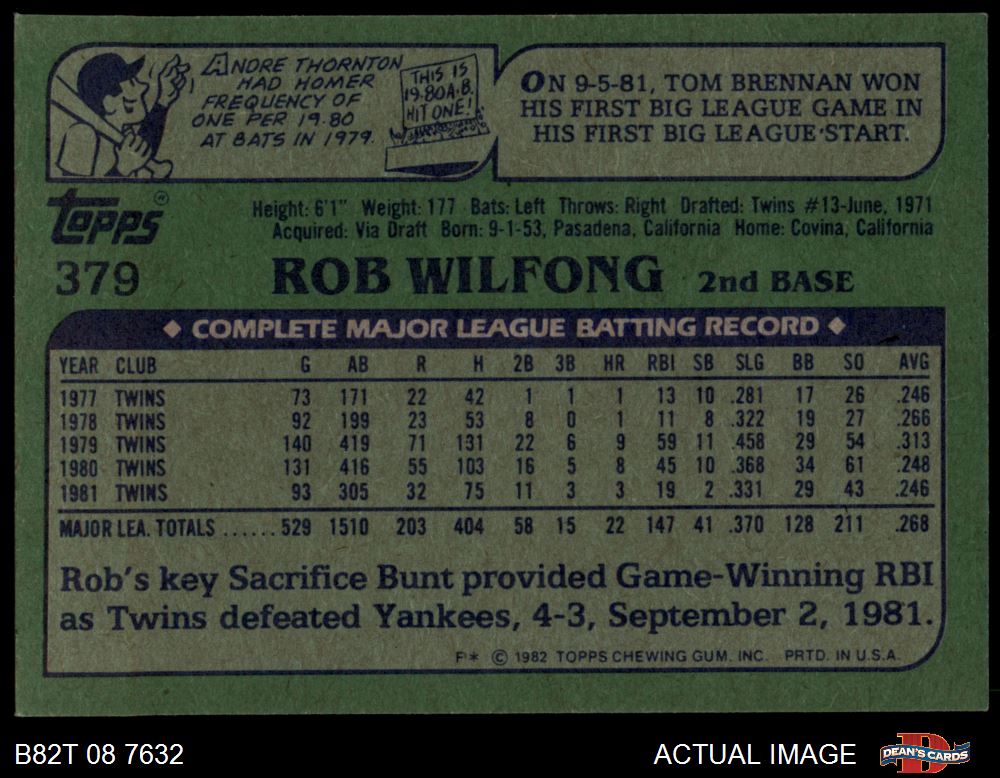 ANDRE THORNTON
HAD HOMER
FREQUENCY OF
ONE PER 19.80
AT BATS IN 1979.
THIS IS
19.80 A.B.
HIT ONE!
ON 9-5-81, TOM BRENNAN WON
HIS FIRST BIG LEAGUE GAME IN
HIS FIRST BIG LEAGUE START.
Topps®
Height: 6'1" Weight: 177 Bats: Left Throws: Right Drafted: Twins #13-June, 1971
Acquired: Via Draft Born: 9-1-53, Pasadena, California Home: Covina, California
379 ROB WILFONG 2nd BASE
◆ COMPLETE MAJOR LEAGUE BATTING RECORD ◆
YEAR CLUB G AB R H 2B 3B HR RBI SB SLG BB SO AVG
1977 TWINS 73 171 22 42 1 1 1 13 10 .281 17 26 .246
1978 TWINS 92 199 23 53 8 0 1 11 8 .322 19 27 .266
1979 TWINS 140 419 71 131 22 6 9 59 11 .458 29 54 .313
1980 TWINS 131 416 55 103 16 5 8 45 10 .368 34 61 .248
1981 TWINS 93 305 32 75 11 3 3 19 2 .331 29 43 .246
MAJOR LEA. TOTALS ...... 529 1510 203 404 58 15 22 147 41 .370 128 211 .268
Rob's key Sacrifice Bunt provided Game-Winning RBI
as Twins defeated Yankees, 4-3, September 2, 1981.
F* © 1982 TOPPS CHEWING GUM, INC. PRTD. IN U.S.A.
B82T 08 7632 ACTUAL IMAGE DEAN'S CARDS